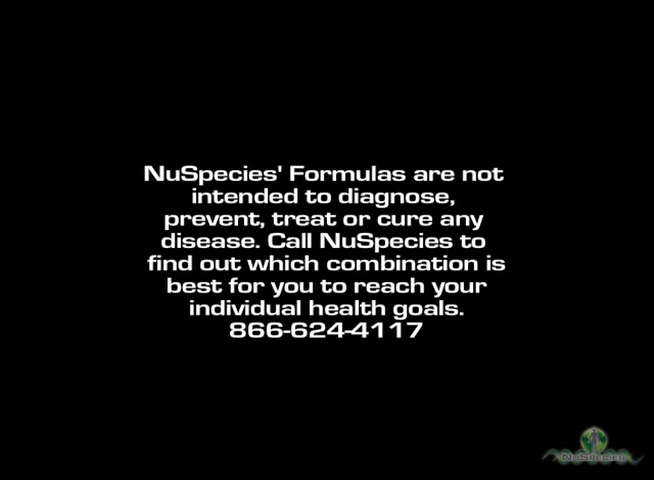 NuSpecies' Formulas are not
intended to diagnose,
prevent, treat or cure any
disease. Call NuSpecies to
find out which combination is
best for you to reach your
individual health goals.
866-624-4117
NuSpecies